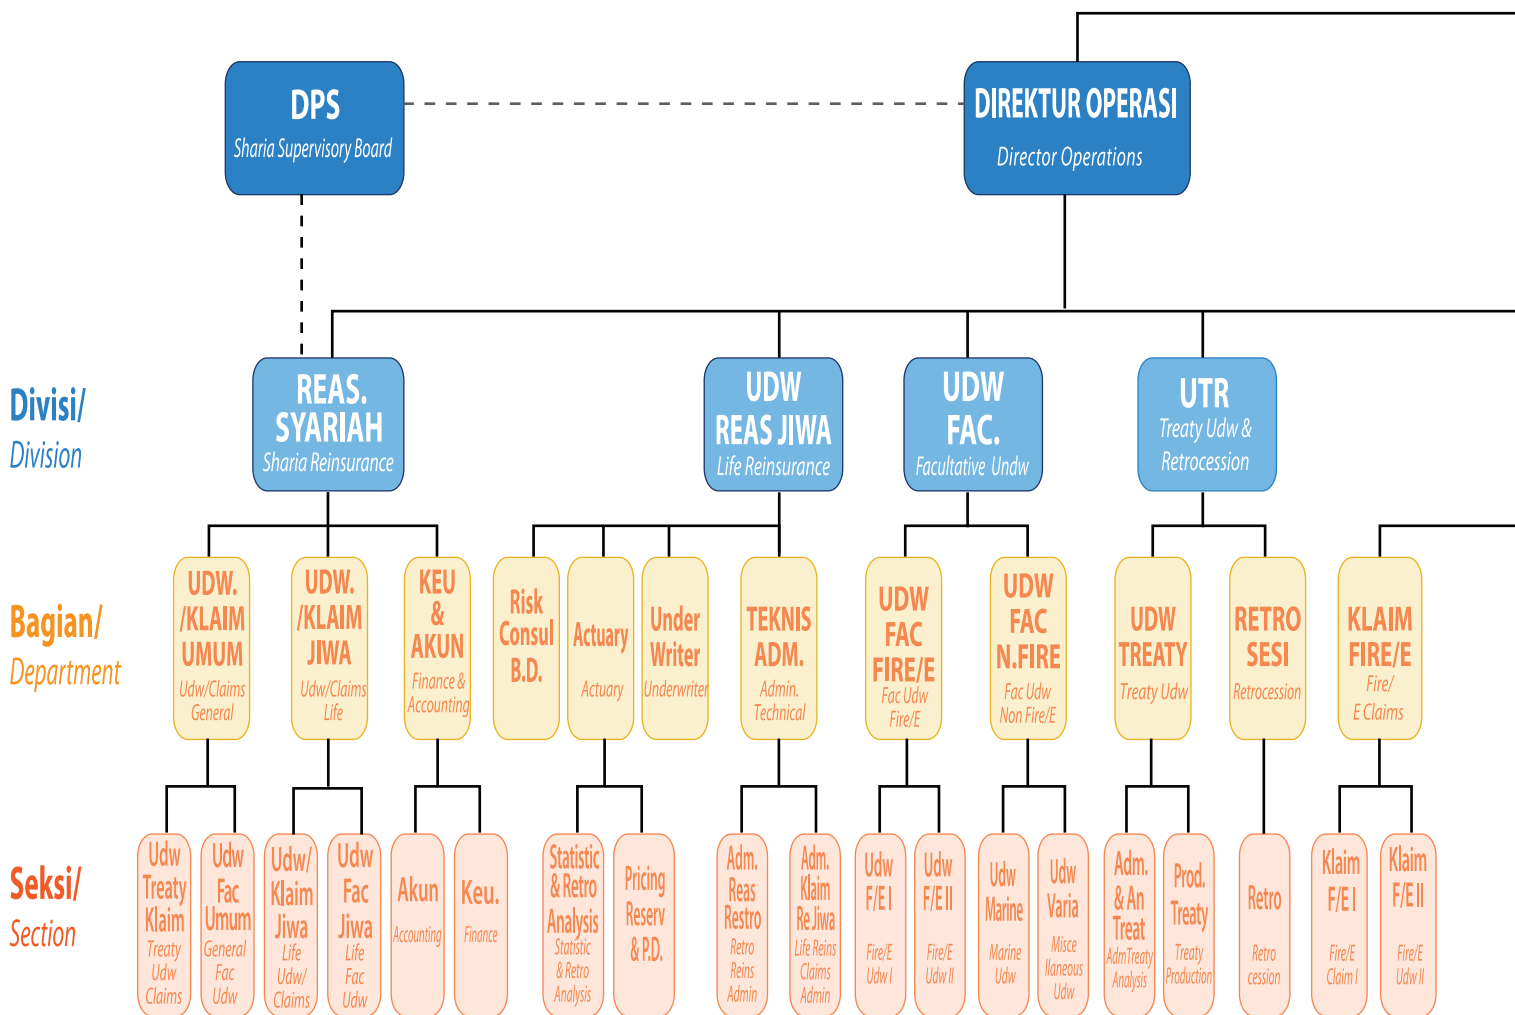 DPS
Sharia Supervisory Board
DIREKTUR OPERASI
Director Operations
Divisi/
Division
REAS.
SYARIAH
Sharia Reinsurance
UDW
REAS JIWA
Life Reinsurance
UDW
FAC.
Facultative Undw
UTR
Treaty Udw &
Retrocession
Bagian/
Department
UDW.
/KLAIM
UMUM
Udw/Claims
General
UDW.
/KLAIM
JIWA
Udw/Claims
Life
KEU
&
AKUN
Finance &
Accounting
Risk
Consul
B.D.
Actuary
Actuary
Under
Writer
Underwriter
TEKNIS
ADM.
Admin.
Technical
UDW
FAC
FIRE/E
Fac Udw
Fire/E
UDW
FAC
N.FIRE
Fac Udw
Non Fire/E
UDW
TREATY
Treaty Udw
RETRO
SESI
Retrocession
KLAIM
FIRE/E
Fire/
E Claims
Seksi/
Section
Udw
Treaty
Klaim
Treaty
Udw
Claims
Udw
Fac
Umum
General
Fac
Udw
Udw/
Klaim
Jiwa
Life
Udw/
Claims
Udw
Fac
Jiwa
Life
Fac
Udw
Akun
Accounting
Keu.
Finance
Statistic
& Retro
Analysis
Statistic
& Retro
Analysis
Pricing
Reserv
& P.D.
Adm.
Reas
Restro
Retro
Reins
Admin
Adm.
Klaim
Re Jiwa
Life Reins
Claims
Admin
Udw
F/E I
Fire/E
Udw I
Udw
F/E II
Fire/E
Udw II
Udw
Marine
Marine
Udw
Udw
Varia
Misce
llaneous
Udw
Adm.
& An
Treat
AdmTreaty
Analysis
Prod.
Treaty
Treaty
Production
Retro
Retro
cession
Klaim
F/E I
Fire/E
Claim I
Klaim
F/E II
Fire/E
Udw II